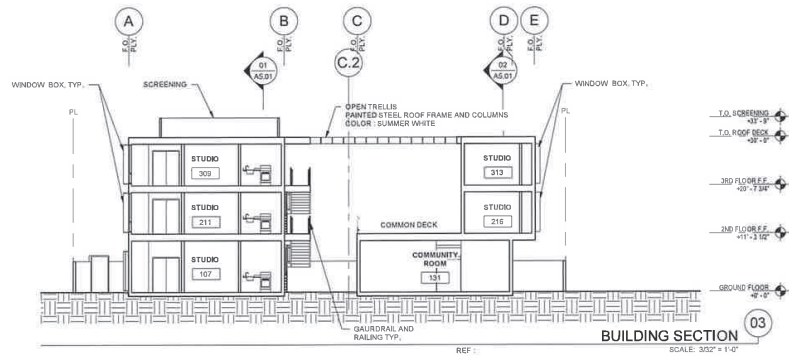 A
B
C
D
E
F.O. PLY.
F.O. PLY.
F.O. PLY.
F.O. PLY.
F.O. PLY.
C.2
01
A5.01
02
A5.01
WINDOW BOX, TYP.
SCREENING
WINDOW BOX, TYP.
PL
PL
OPEN TRELLIS
PAINTED STEEL ROOF FRAME AND COLUMNS
COLOR : SUMMER WHITE
T.O. SCREENING
+33' - 9"
T.O. ROOF DECK
STUDIO
309
STUDIO
313
3RD FLOOR F.F.
+20' - 7 3/4"
STUDIO
211
STUDIO
216
COMMON DECK
2ND FLOOR F.F.
+11' - 3 1/2"
STUDIO
107
COMMUNITY
ROOM
131
GROUND FLOOR
+0' - 0"
GAURDRAIL AND
RAILING TYP.
BUILDING SECTION
03
REF :
SCALE: 3/32" = 1'-0"